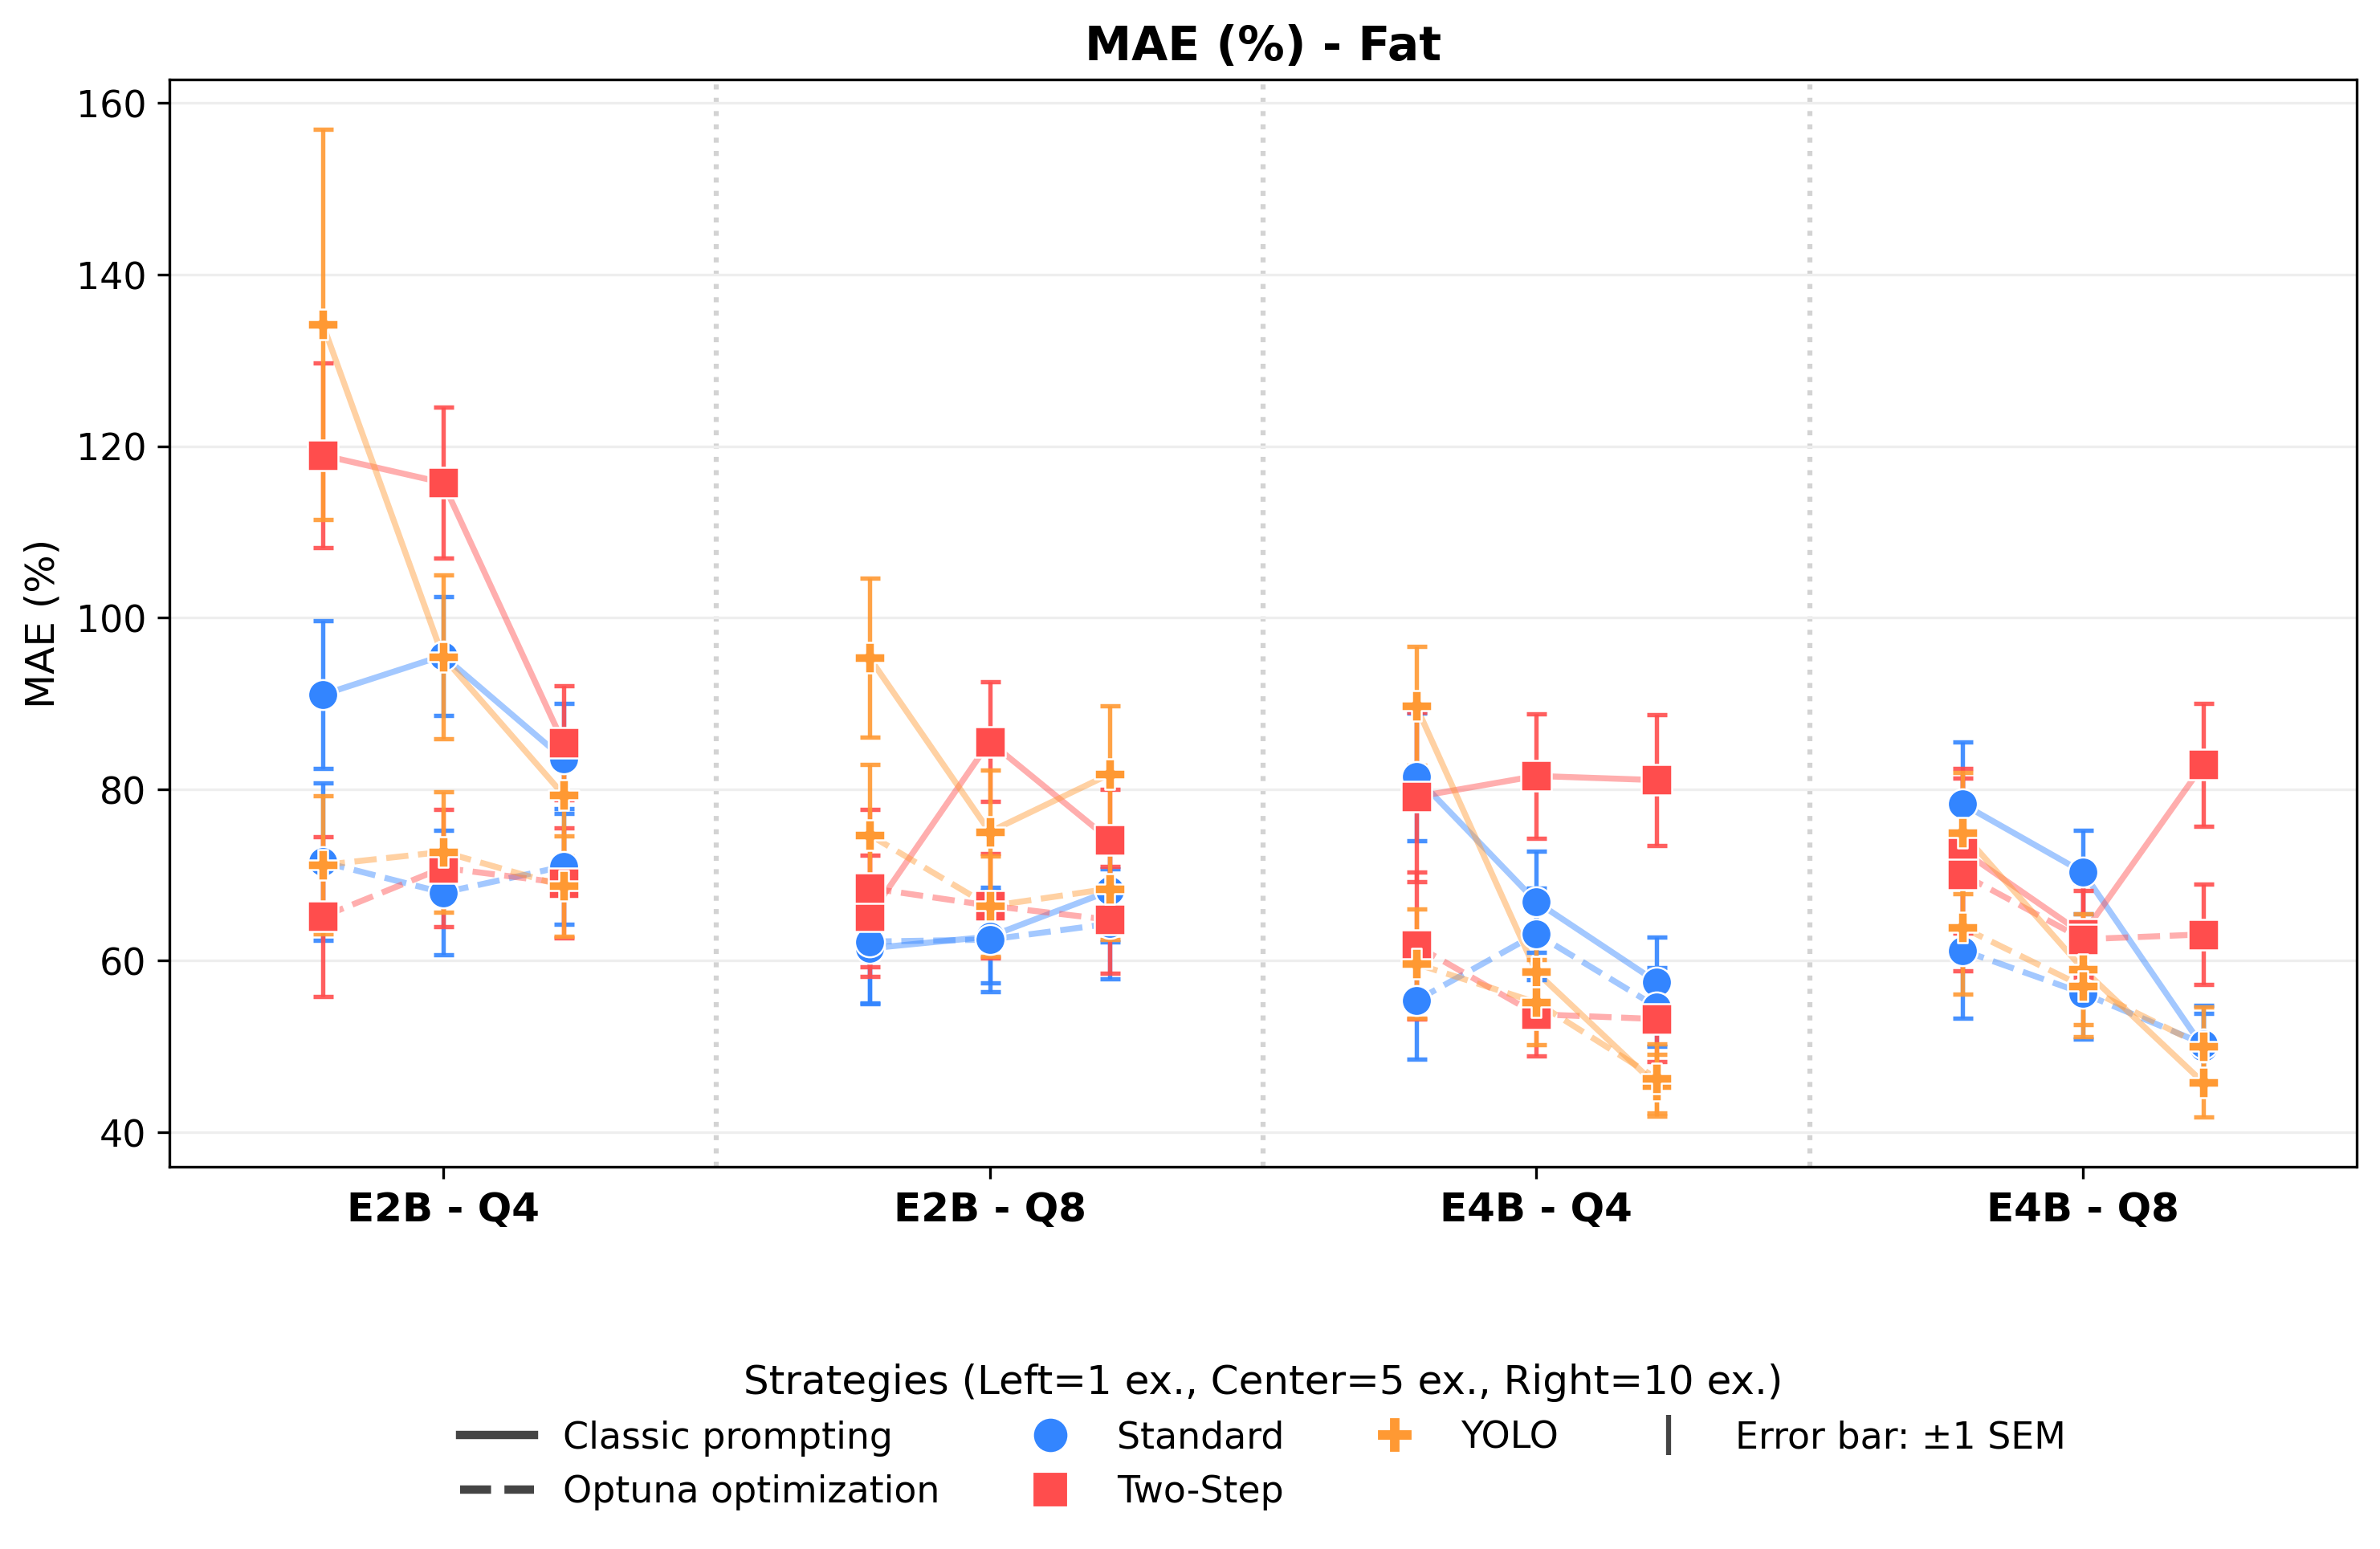 MAE (%) - Fat
160
140
120
100
80
60
40
MAE (%)
E2B - Q4
E2B - Q8
E4B - Q4
E4B - Q8
Strategies (Left=1 ex., Center=5 ex., Right=10 ex.)
Classic prompting
Optuna optimization
Standard
Two-Step
YOLO
Error bar: ±1 SEM